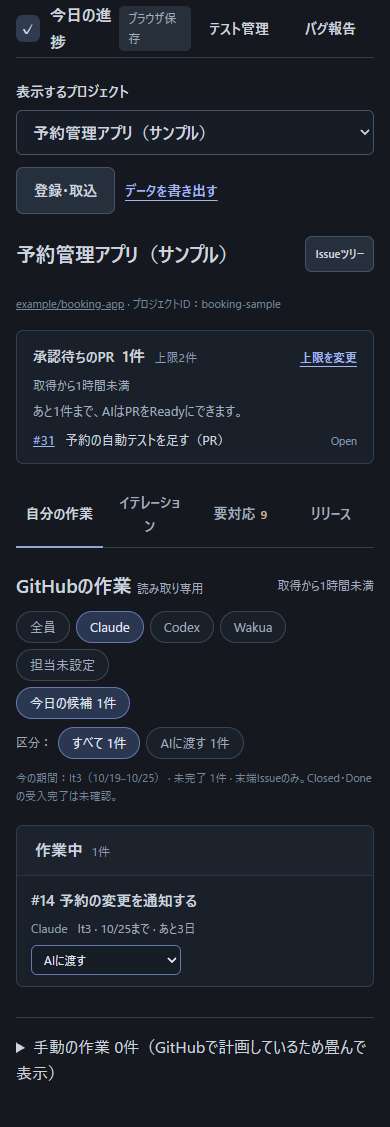 ✓ 今日の進捗 ブラウザ保存 テスト管理 バグ報告
表示するプロジェクト
予約管理アプリ（サンプル）
登録・取込 データを書き出す
予約管理アプリ（サンプル） Issueツリー
example/booking-app · プロジェクトID：booking-sample
承認待ちのPR 1件 上限2件 上限を変更
取得から1時間未満
あと1件まで、AIはPRをReadyにできます。
#31 予約の自動テストを足す（PR） Open
自分の作業 イテレーション 要対応 9 リリース
GitHubの作業 読み取り専用 取得から1時間未満
全員 Claude Codex Wakua
担当未設定
今日の候補 1件
区分： すべて 1件 AIに渡す 1件
今の期間：It3（10/19–10/25） · 未完了 1件 · 末端Issueのみ。Closed・Done
の受入完了は未確認。
作業中 1件
#14 予約の変更を通知する
Claude It3 · 10/25まで · あと3日
AIに渡す
▶ 手動の作業 0件（GitHubで計画しているため畳んで
表示）